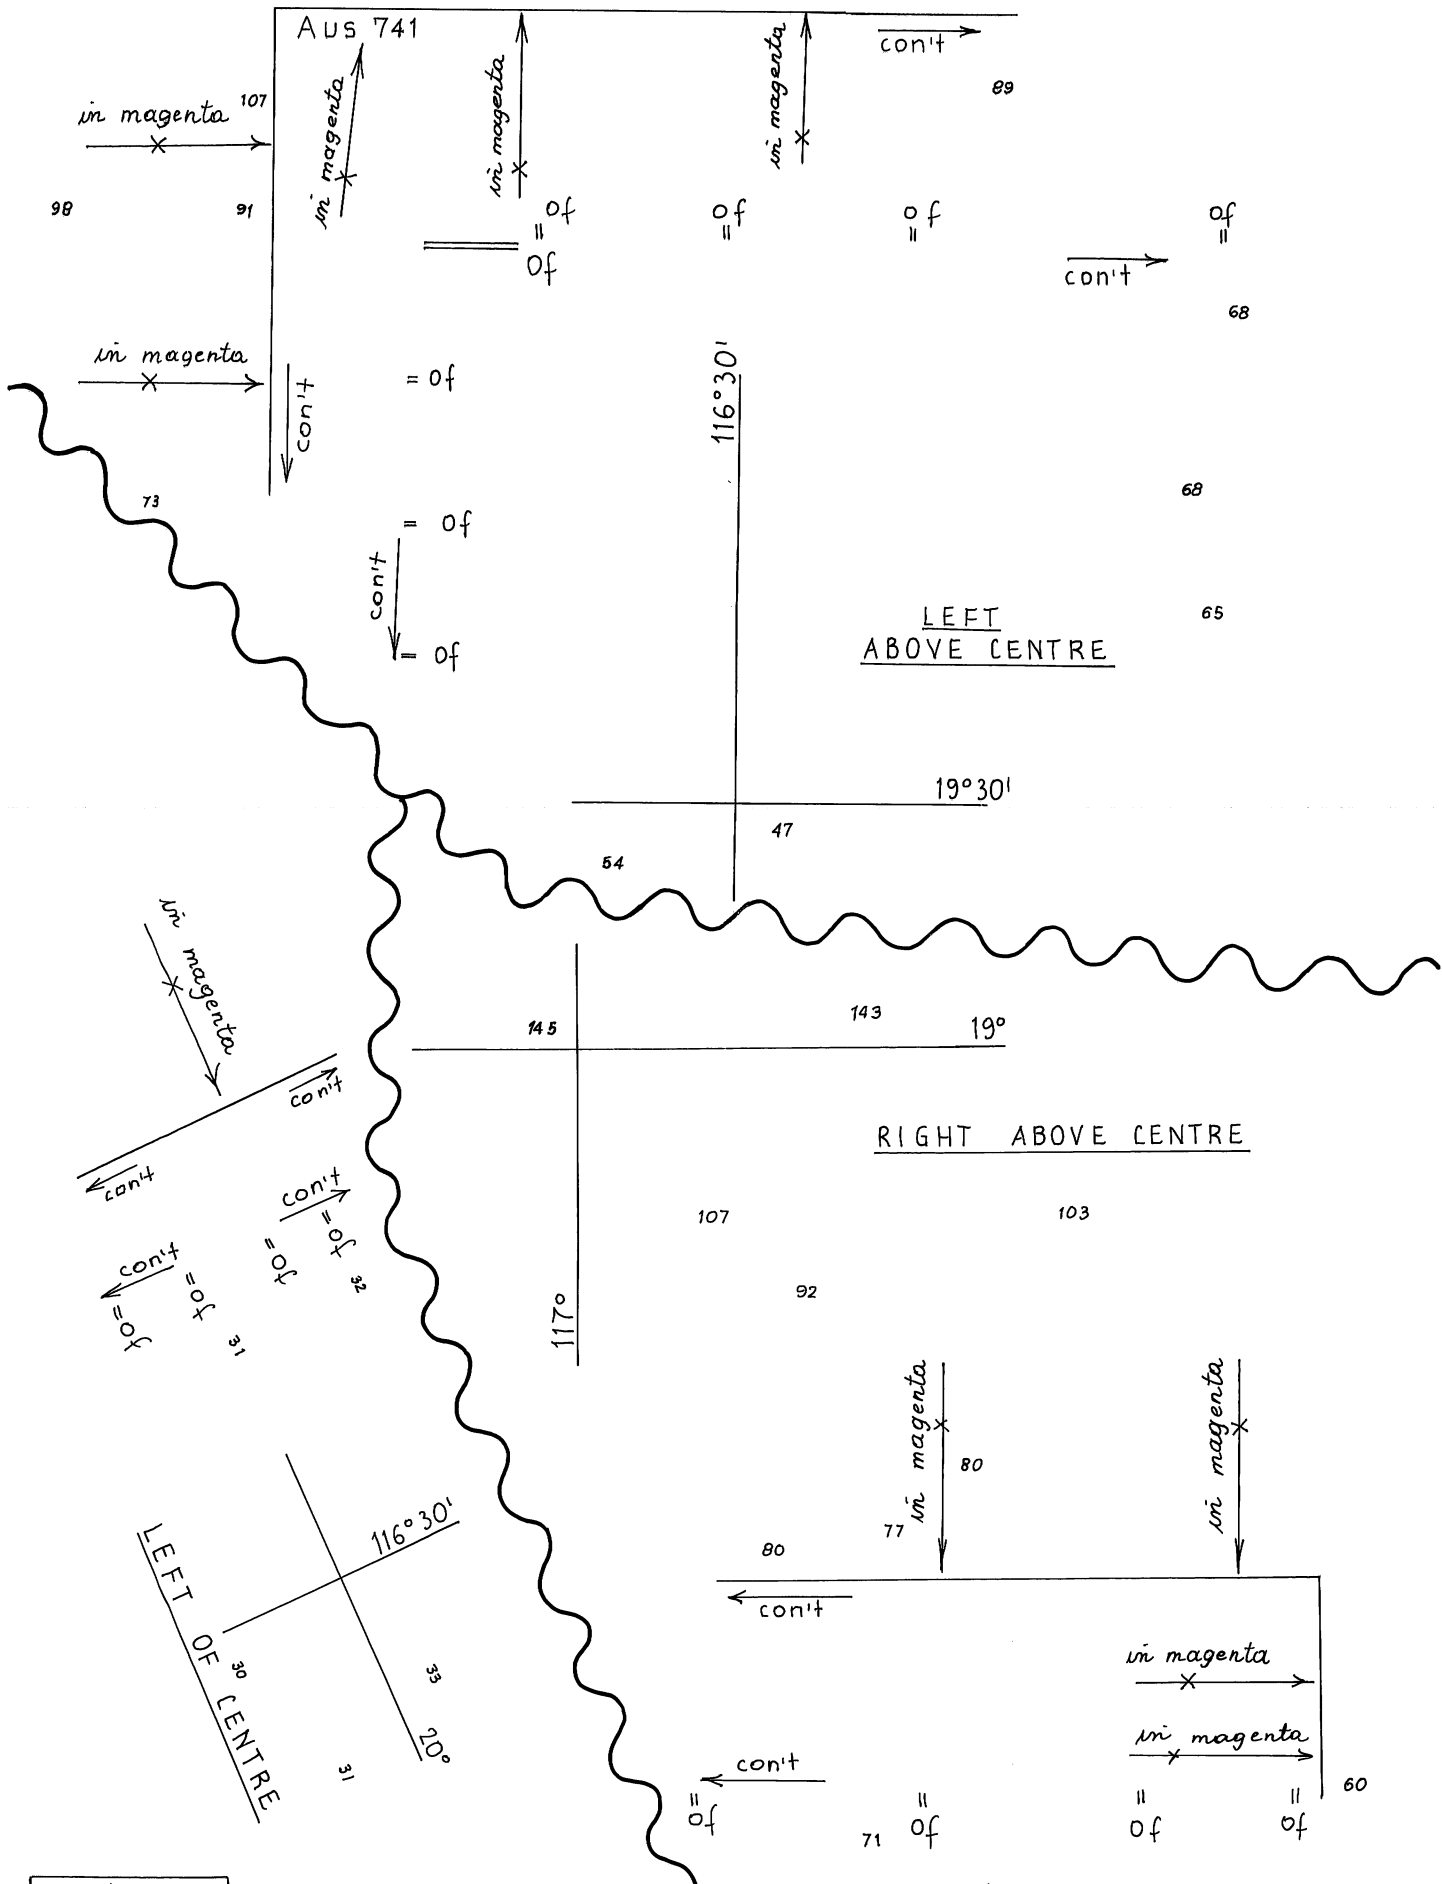 Aus 741
in magenta
in magenta
in magenta
con't
89
107
in magenta
98
91
of
of
of
of
of
con't
68
in magenta
con't
= of
116°30'
68
73
= of
con't
= of
65
LEFT
ABOVE CENTRE
19°30'
47
54
in magenta
con't
con't
con't
=of
=of
32
con't
=of
=of
31
116°30'
LEFT OF CENTRE
30
33
20°
31
145
143
19°
RIGHT ABOVE CENTRE
107
103
92
117°
in magenta
in magenta
80
77
80
con't
in magenta
in magenta
con't
60
=of
=of
=of
=of
71